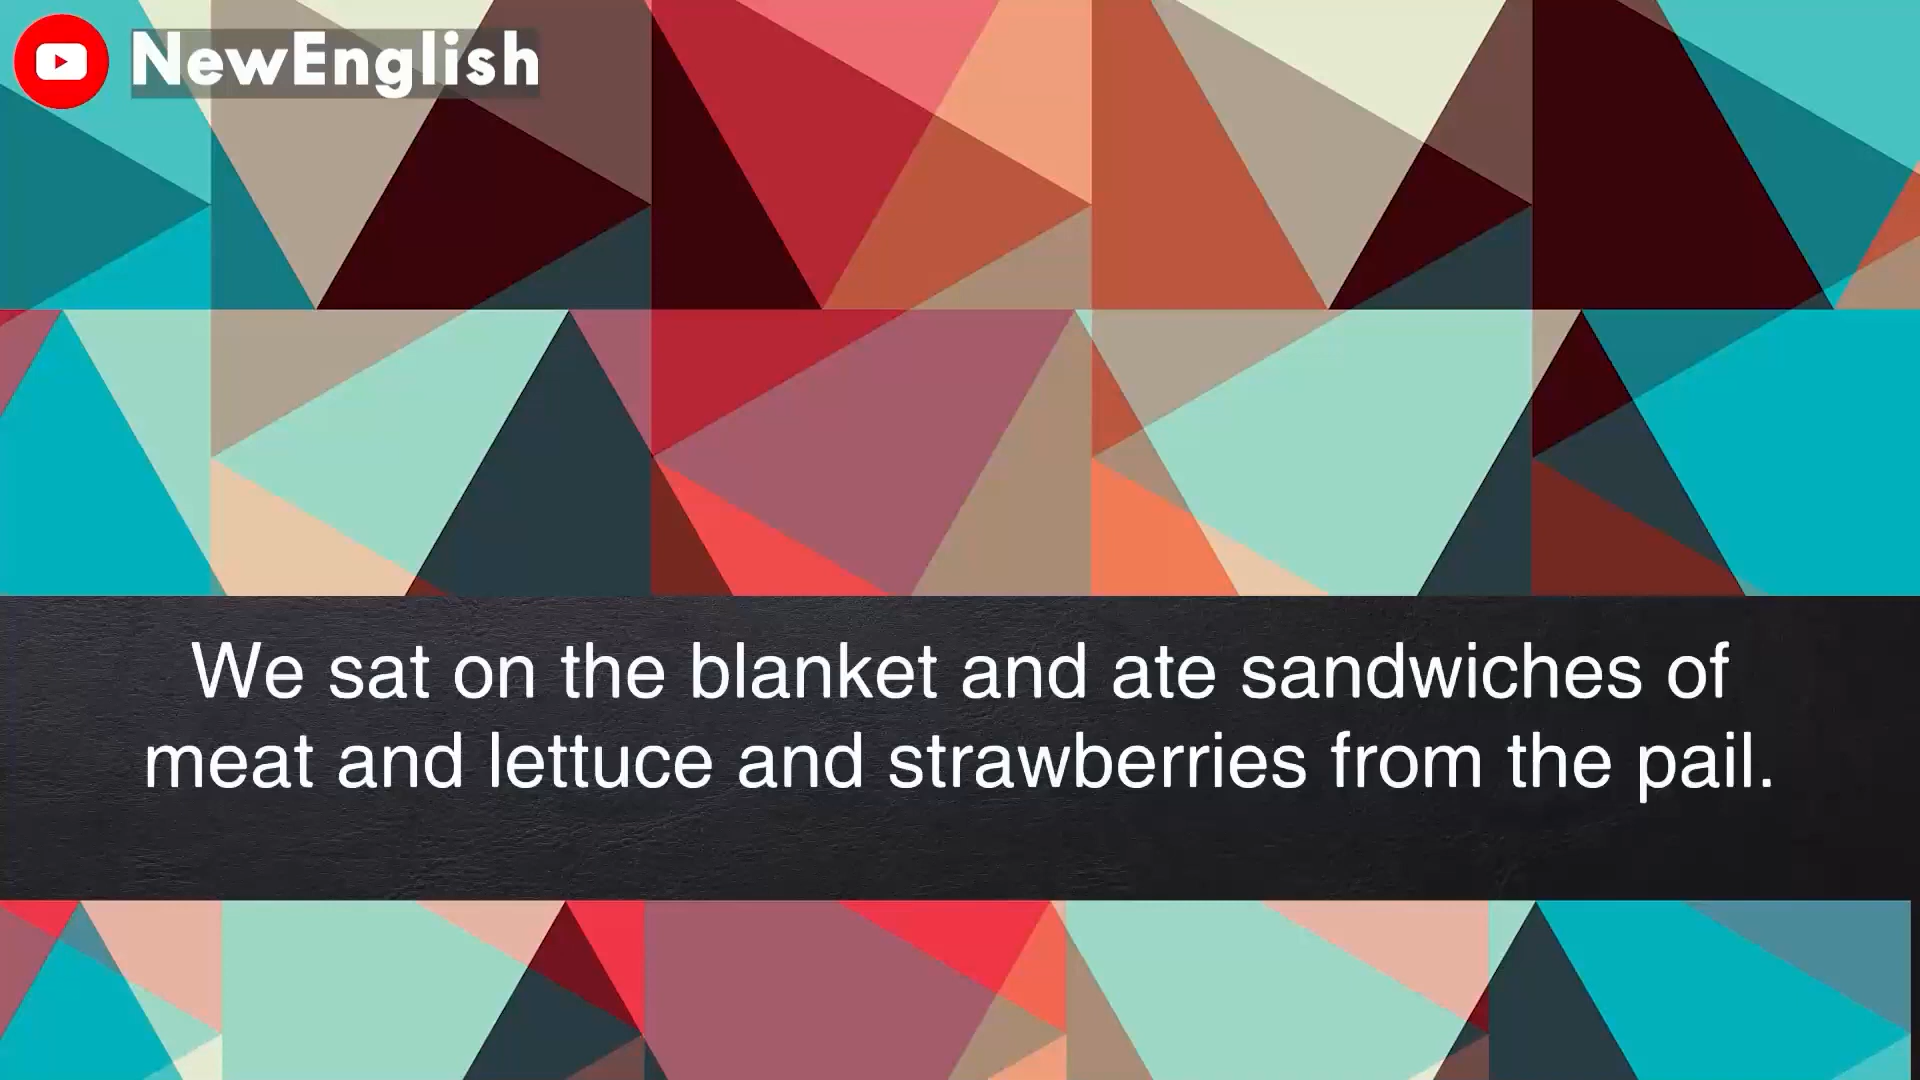 NewEnglish
We sat on the blanket and ate sandwiches of
meat and lettuce and strawberries from the pail.